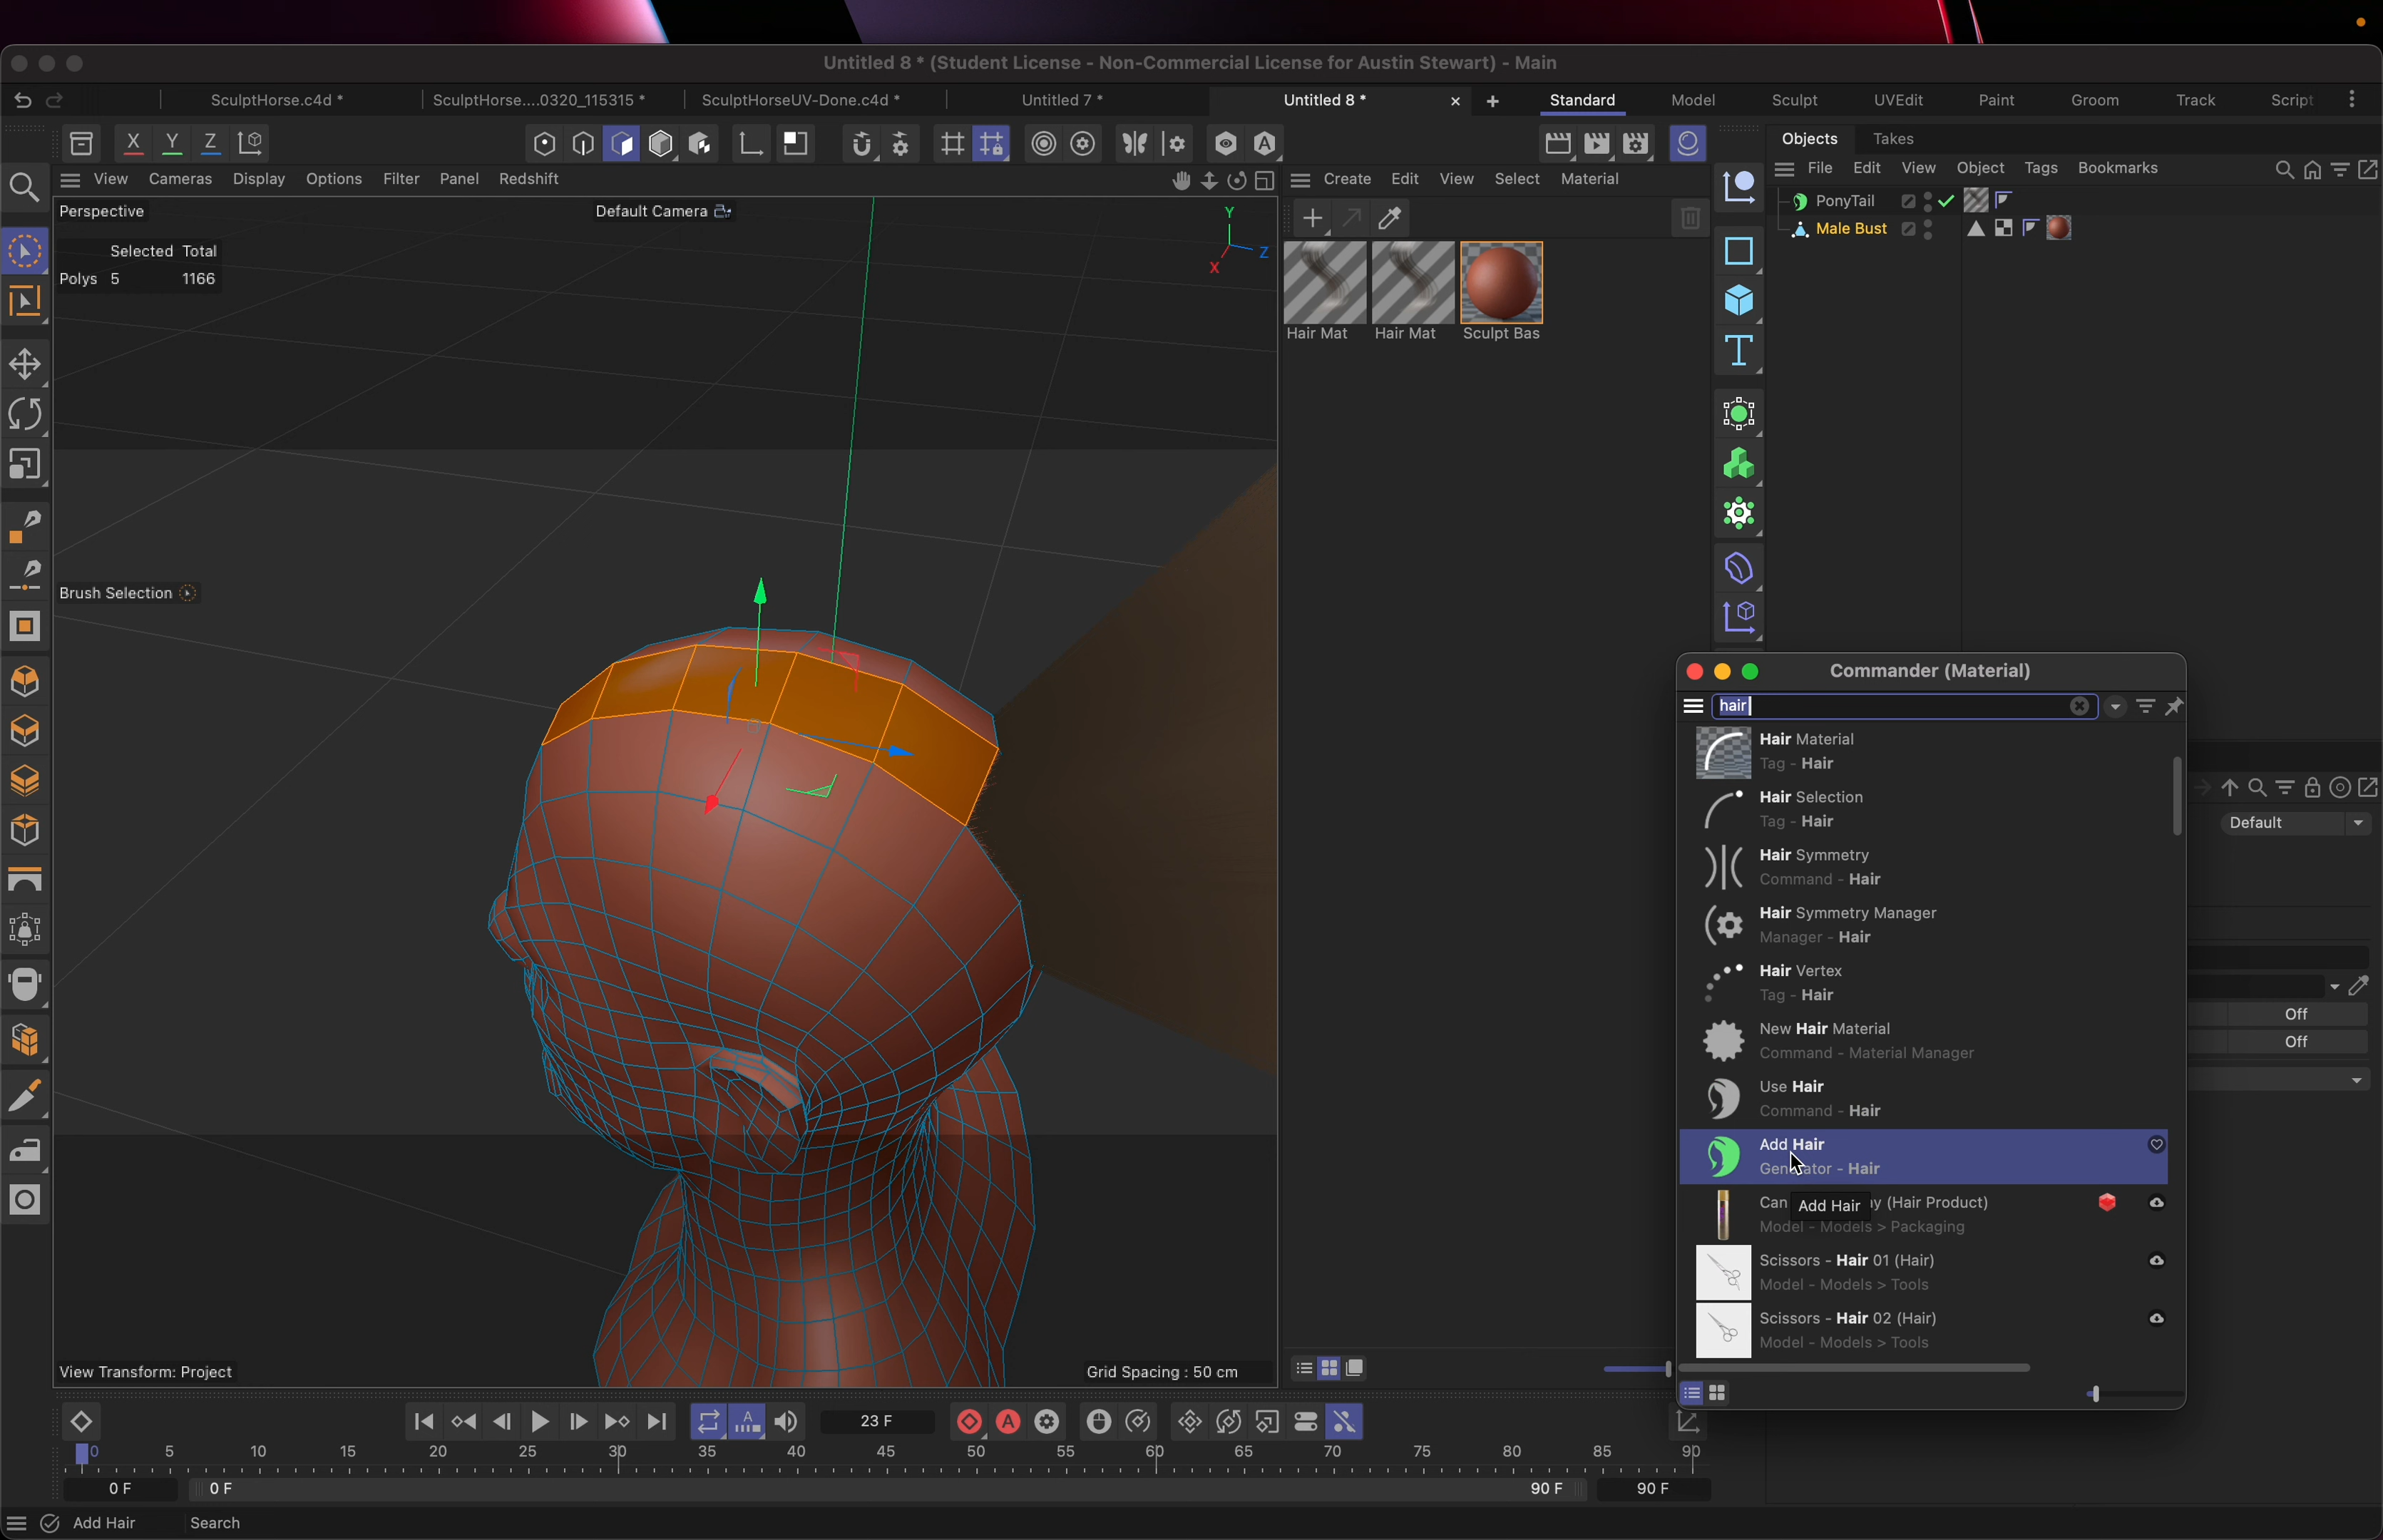 Untitled 8 * (Student License - Non-Commercial License for Austin Stewart) - Main
SculptHorse.c4d *
SculptHorse....0320_115315 *
SculptHorseUV-Done.c4d *
Untitled 7 *
Untitled 8 *
Standard
Model
Sculpt
UVEdit
Paint
Groom
Track
Script
X
Y
Z
Objects
Takes
View
Cameras
Display
Options
Filter
Panel
Redshift
Create
Edit
View
Select
Material
File
Edit
View
Object
Tags
Bookmarks
PonyTail
Male Bust
Perspective
Default Camera
Y
Z
X
Selected Total
Polys 5 1166
Hair Mat
Hair Mat
Sculpt Bas
Brush Selection
Commander (Material)
hair
Hair Material
Tag - Hair
Hair Selection
Tag - Hair
Hair Symmetry
Command - Hair
Hair Symmetry Manager
Manager - Hair
Hair Vertex
Tag - Hair
New Hair Material
Command - Material Manager
Use Hair
Command - Hair
Add Hair
Generator - Hair
Can y (Hair Product)
Add Hair
Model - Models > Packaging
Scissors - Hair 01 (Hair)
Model - Models > Tools
Scissors - Hair 02 (Hair)
Model - Models > Tools
Default
Off
Off
View Transform: Project
Grid Spacing : 50 cm
23 F
0 5 10 15 20 25 30 35 40 45 50 55 60 65 70 75 80 85 90
0 F
0 F
90 F
90 F
Add Hair
Search